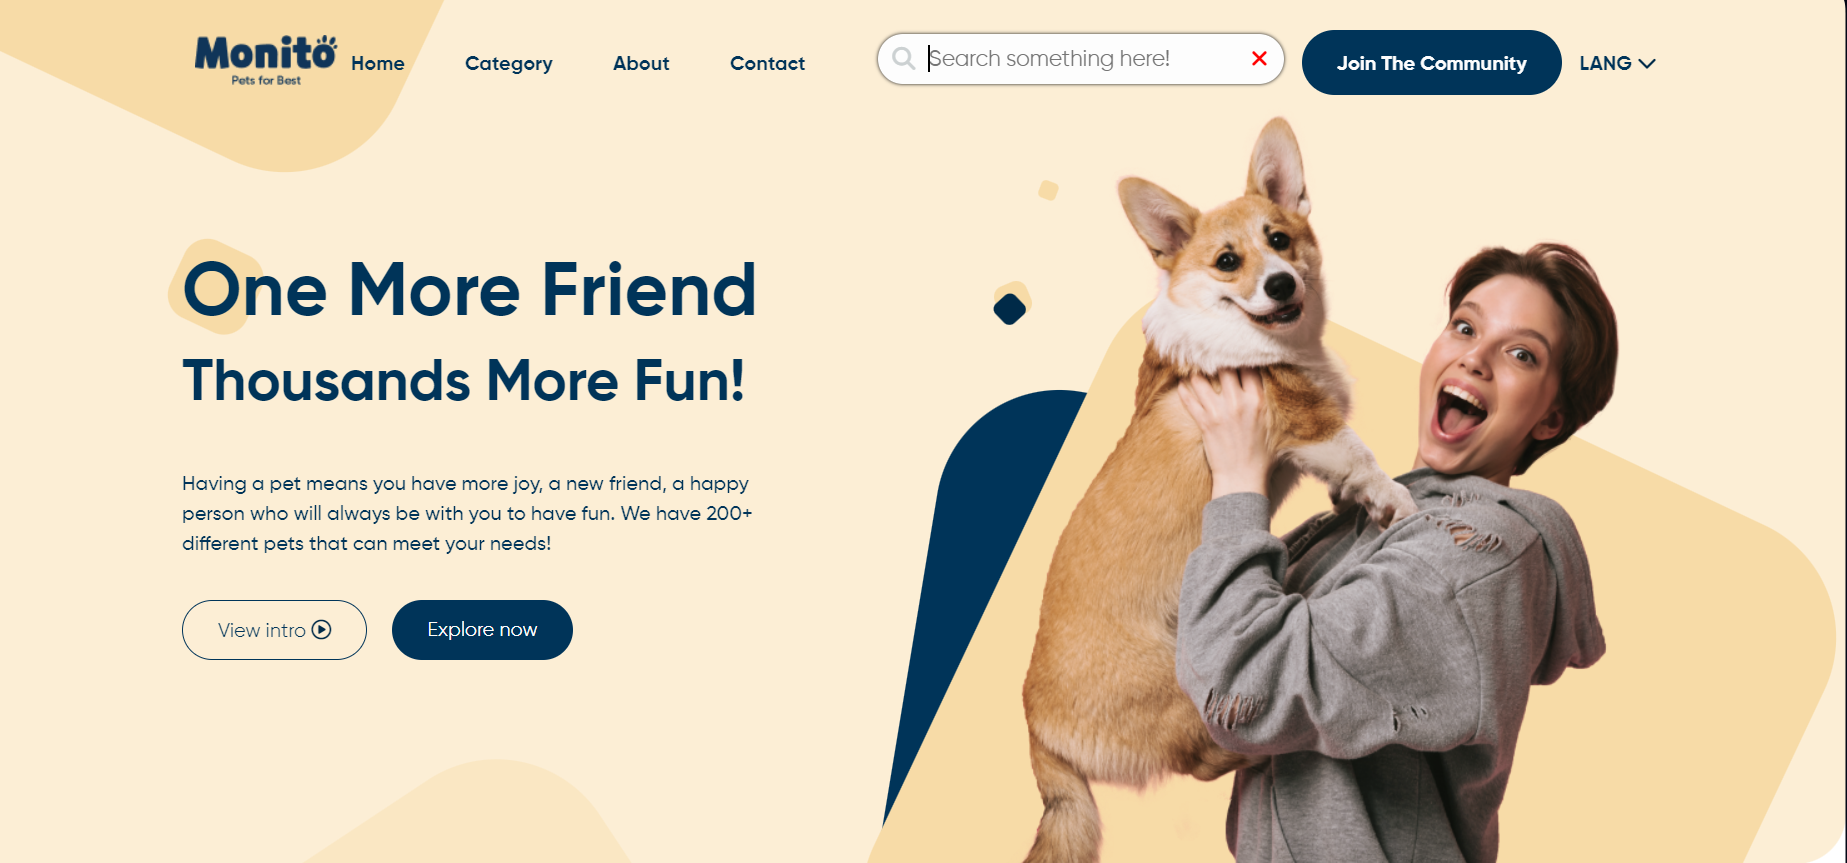 Monito
Pets for Best
Home
Category
About
Contact
Search something here!
Join The Community
LANG
One More Friend
Thousands More Fun!
Having a pet means you have more joy, a new friend, a happy
person who will always be with you to have fun. We have 200+
different pets that can meet your needs!
View intro
Explore now